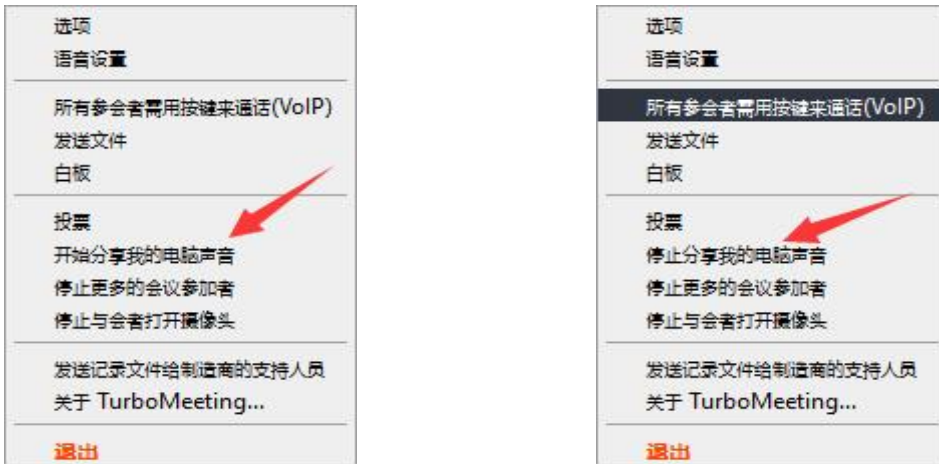 选项
语音设置
所有参会者需用按键来通话(VoIP)
发送文件
白板
投票
开始分享我的电脑声音
停止更多的会议参加者
停止与会者打开摄像头
发送记录文件给制造商的支持人员
关于 TurboMeeting...
退出
选项
语音设置
所有参会者需用按键来通话(VoIP)
发送文件
白板
投票
停止分享我的电脑声音
停止更多的会议参加者
停止与会者打开摄像头
发送记录文件给制造商的支持人员
关于 TurboMeeting...
退出